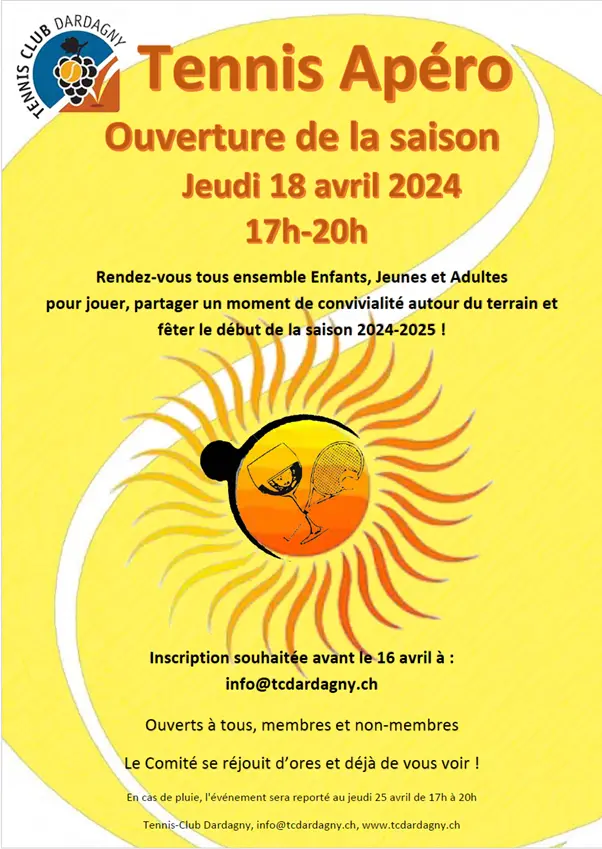 TENNIS CLUB DARDAGNY
Tennis Apéro
Ouverture de la saison
Jeudi 18 avril 2024
17h-20h
Rendez-vous tous ensemble Enfants, Jeunes et Adultes
pour jouer, partager un moment de convivialité autour du terrain et
fêter le début de la saison 2024-2025 !
Inscription souhaitée avant le 16 avril à :
info@tcdardagny.ch
Ouverts à tous, membres et non-membres
Le Comité se réjouit d'ores et déjà de vous voir !
En cas de pluie, l'événement sera reporté au jeudi 25 avril de 17h à 20h
Tennis-Club Dardagny, info@tcdardagny.ch, www.tcdardagny.ch